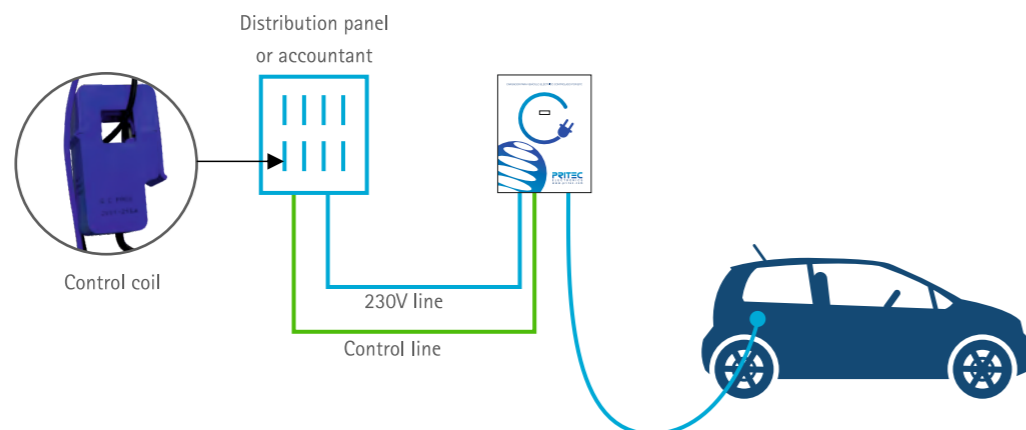 Distribution panel
or accountant
Control coil
230V line
Control line
PRITEC